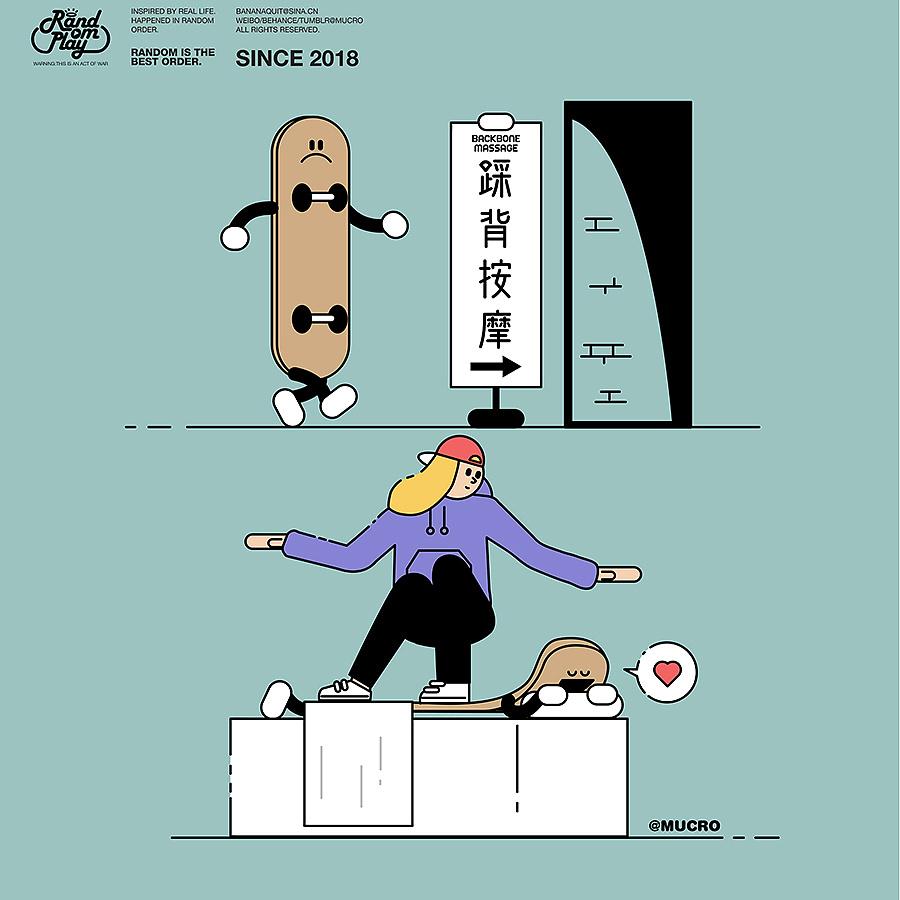 Rand
om
Play
WARNING.THIS IS AN ACT OF WAR
INSPIRED BY REAL LIFE.
HAPPENED IN RANDOM
ORDER.
RANDOM IS THE
BEST ORDER.
BANANAQUIT@SINA.CN
WEIBO/BEHANCE/TUMBLR@MUCRO
ALL RIGHTS RESERVED.
SINCE 2018
BACKBONE
MASSAGE
踩
背
按
摩
@MUCRO